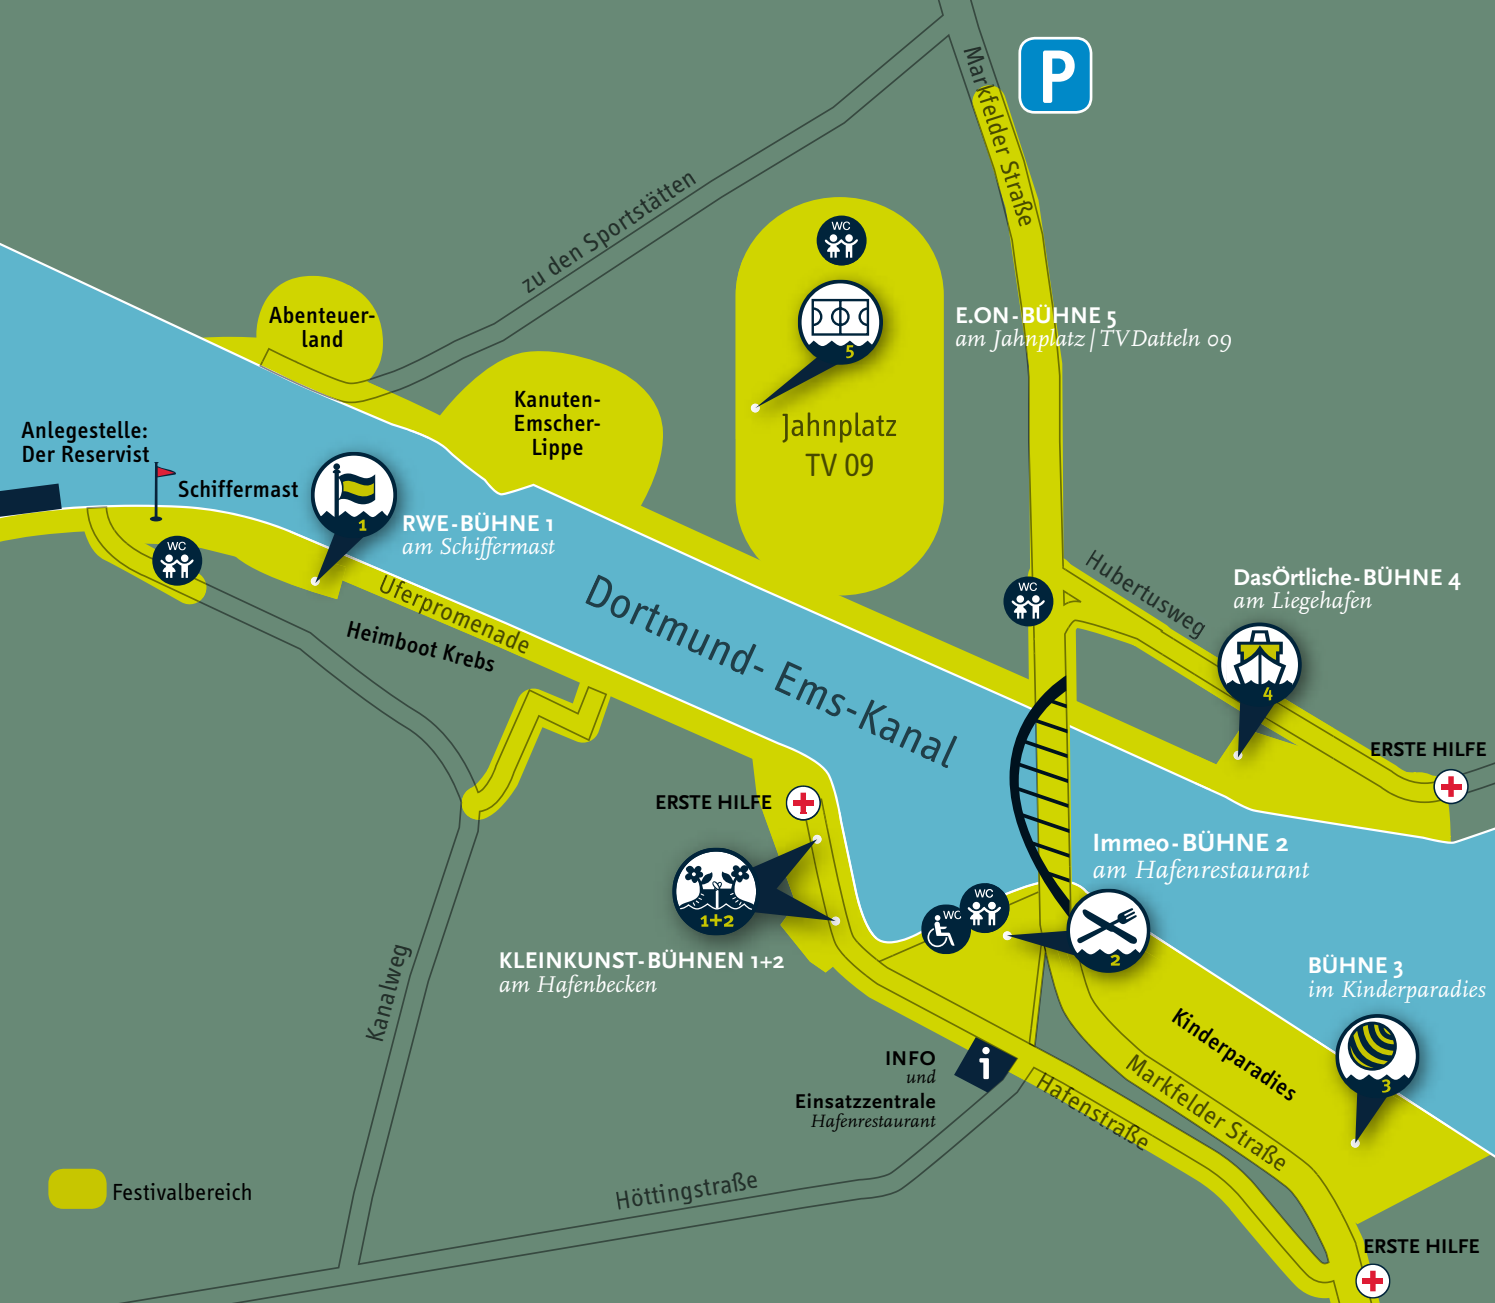 P
Markfelder Straße
zu den Sportstätten
WC
Abenteuer-
land
E.ON-BÜHNE 5
am Jahnplatz | TV Datteln 09
5
Kanuten-
Emscher-
Lippe
Jahnplatz
TV 09
Anlegestelle:
Der Reservist
Schiffermast
1
RWE-BÜHNE 1
am Schiffermast
WC
Uferpromenade
Heimboot Krebs
Dortmund- Ems-Kanal
WC
Hubertusweg
DasÖrtliche-BÜHNE 4
am Liegehafen
4
ERSTE HILFE
ERSTE HILFE
1+2
KLEINKUNST-BÜHNEN 1+2
am Hafenbecken
Immeo-BÜHNE 2
am Hafenrestaurant
WC
WC
2
BÜHNE 3
im Kinderparadies
3
Kanalweg
Kinderparadies
INFO
und
Einsatzzentrale
Hafenrestaurant
i
Hafenstraße
Markfelder Straße
Höttingstraße
Festivalbereich
ERSTE HILFE